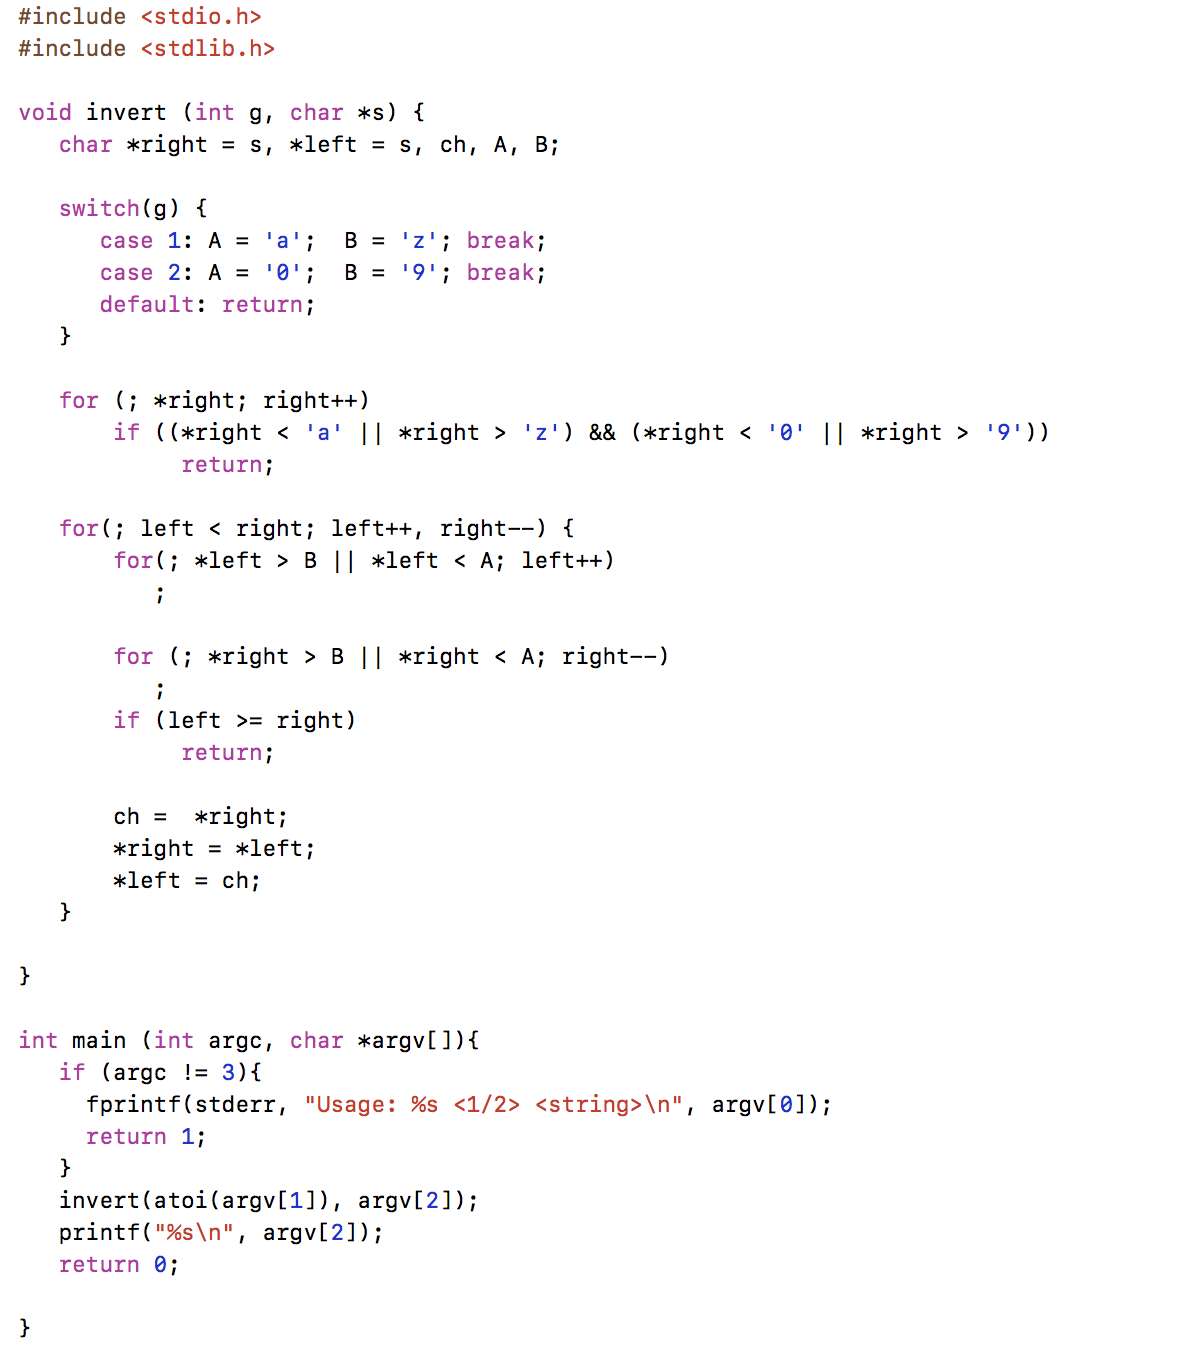 #include <stdio.h>
#include <stdlib.h>

void invert (int g, char *s) {
   char *right = s, *left = s, ch, A, B;

   switch(g) {
      case 1: A = 'a';  B = 'z'; break;
      case 2: A = '0';  B = '9'; break;
      default: return;
   }

   for (; *right; right++)
       if ((*right < 'a' || *right > 'z') && (*right < '0' || *right > '9'))
            return;

   for(; left < right; left++, right--) {
       for(; *left > B || *left < A; left++)
          ;

       for (; *right > B || *right < A; right--)
          ;
       if (left >= right)
            return;

       ch =  *right;
       *right = *left;
       *left = ch;
   }

}

int main (int argc, char *argv[]){
   if (argc != 3){
     fprintf(stderr, "Usage: %s <1/2> <string>\n", argv[0]);
     return 1;
   }
   invert(atoi(argv[1]), argv[2]);
   printf("%s\n", argv[2]);
   return 0;

}